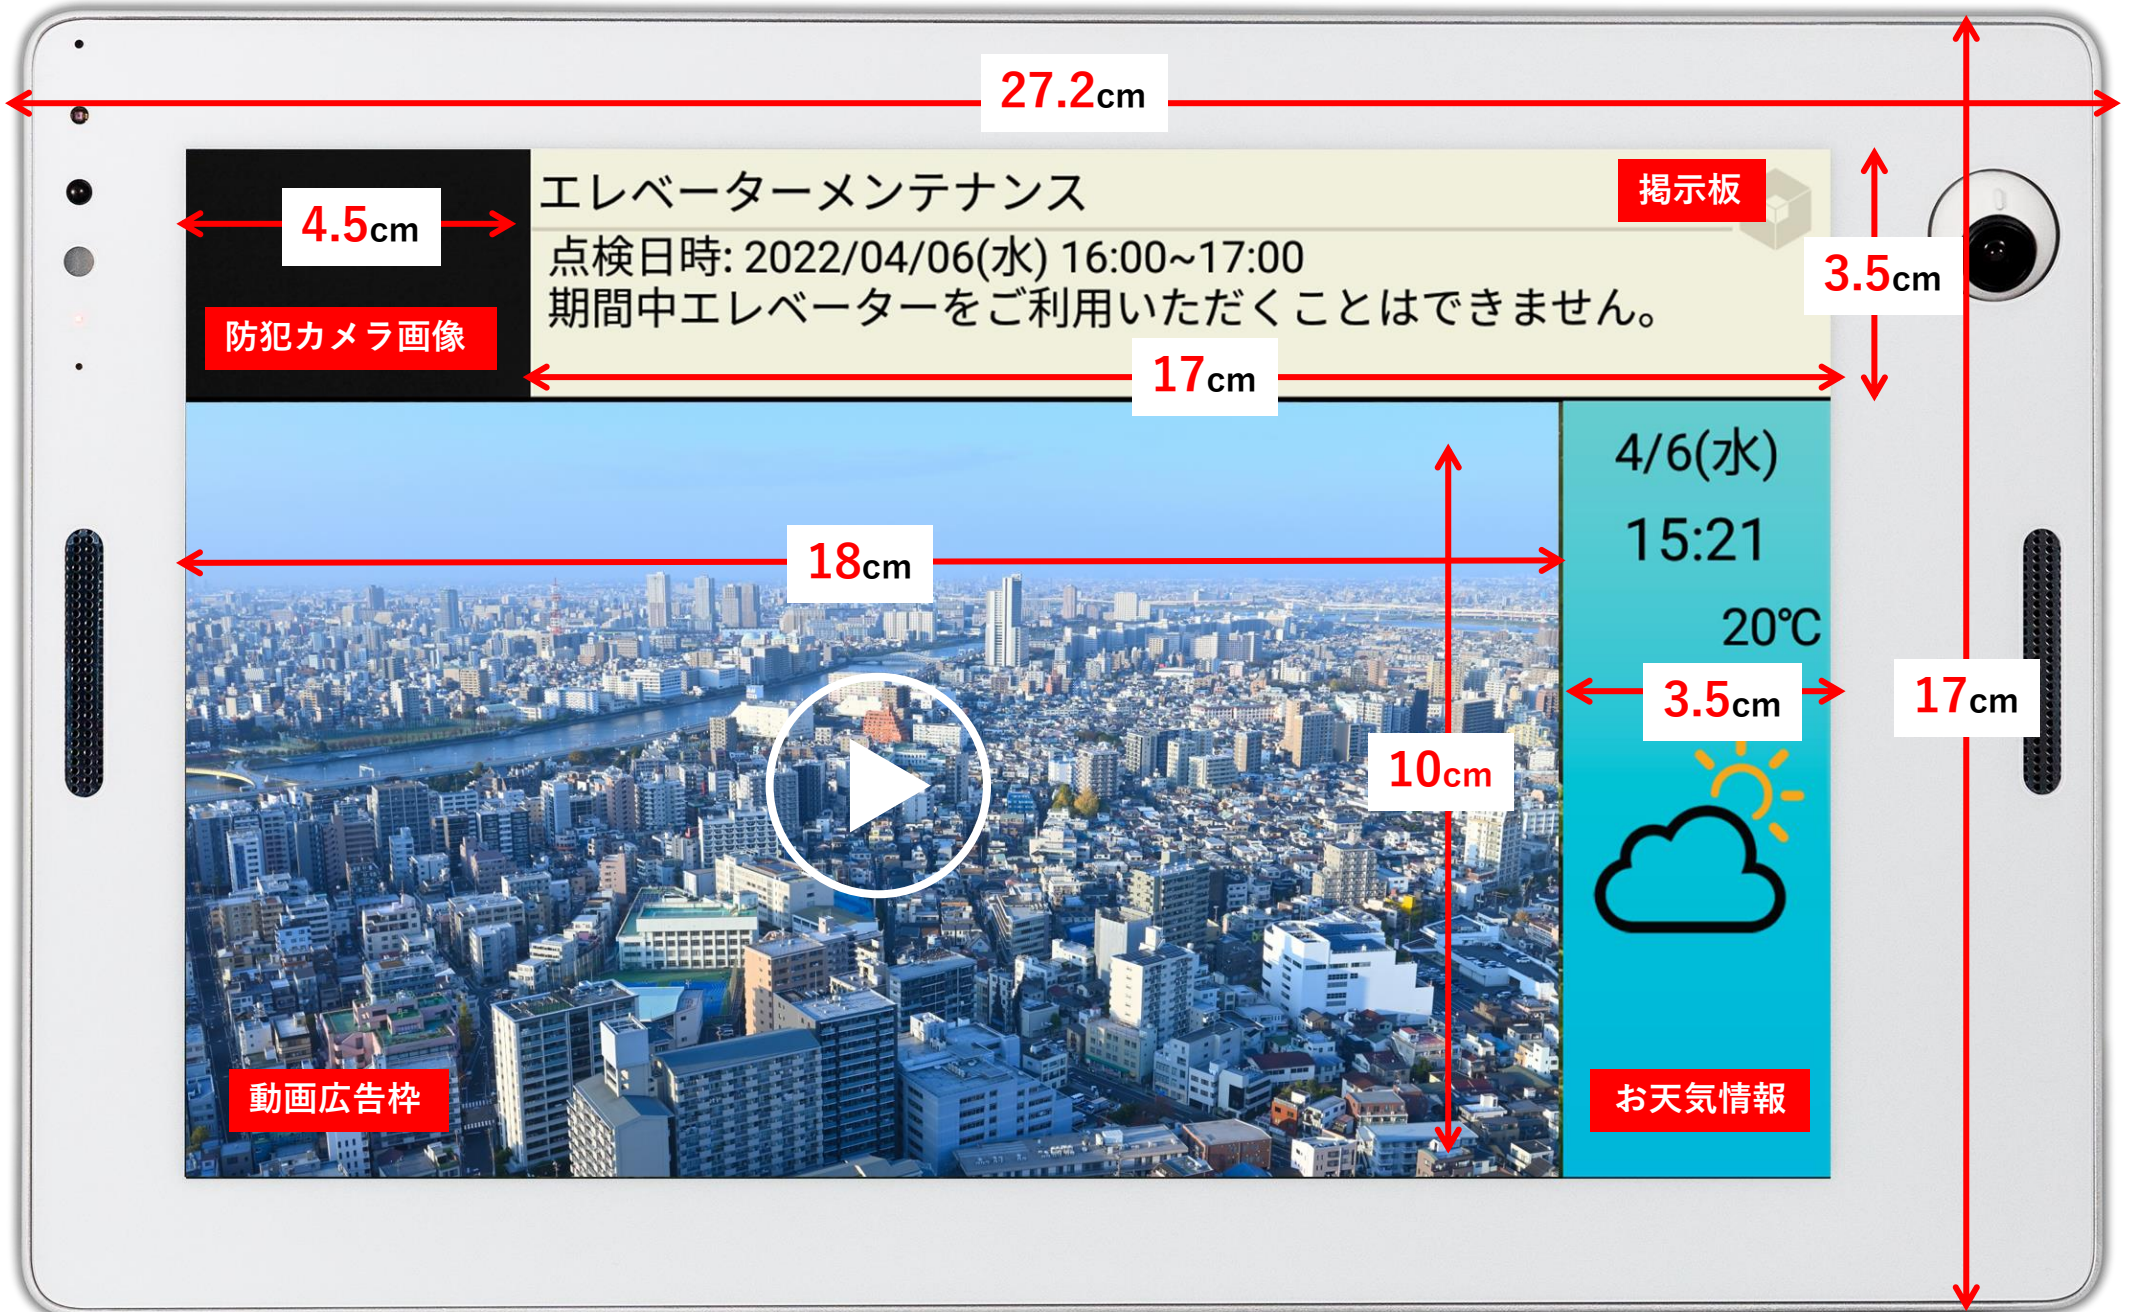 27.2cm
エレベーターメンテナンス
掲示板
4.5cm
点検日時: 2022/04/06(水) 16:00~17:00
3.5cm
期間中エレベーターをご利用いただくことはできません。
防犯カメラ画像
17cm
4/6(水)
15:21
18cm
20℃
3.5cm
17cm
10cm
動画広告枠
お天気情報